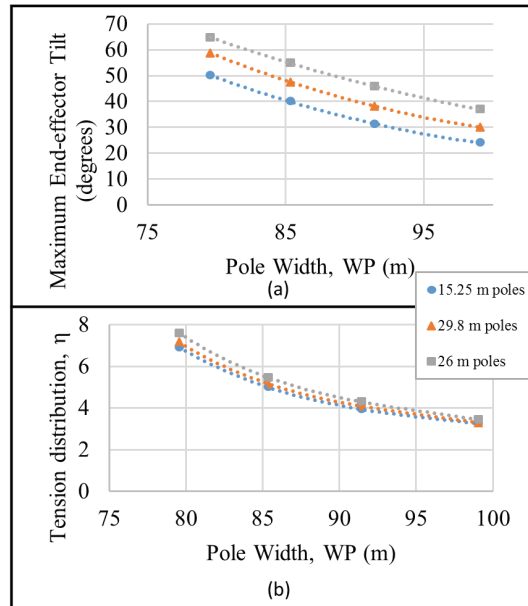 Maximum End-effector Tilt
(degrees)
70
60
50
40
30
20
10
0
75
85
95
Pole Width, WP (m)
(a)
15.25 m poles
29.8 m poles
26 m poles
Tension distribution, η
8
6
4
2
0
75
80
85
90
95
100
Pole Width, WP (m)
(b)